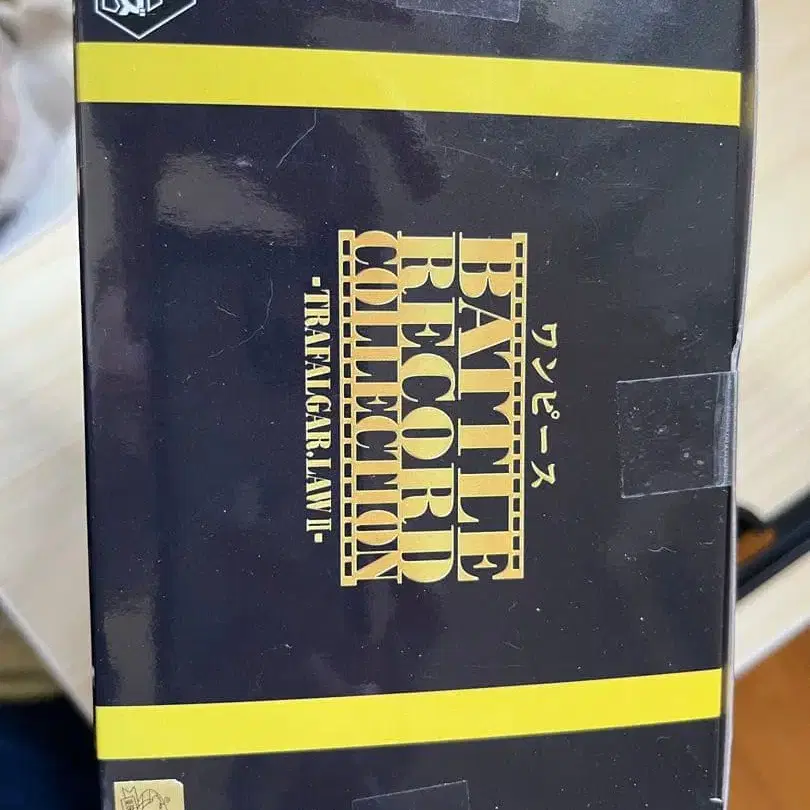 ワンピース
BATTLE
RECORD
COLLECTION
-TRAFALGAR.LAW II-